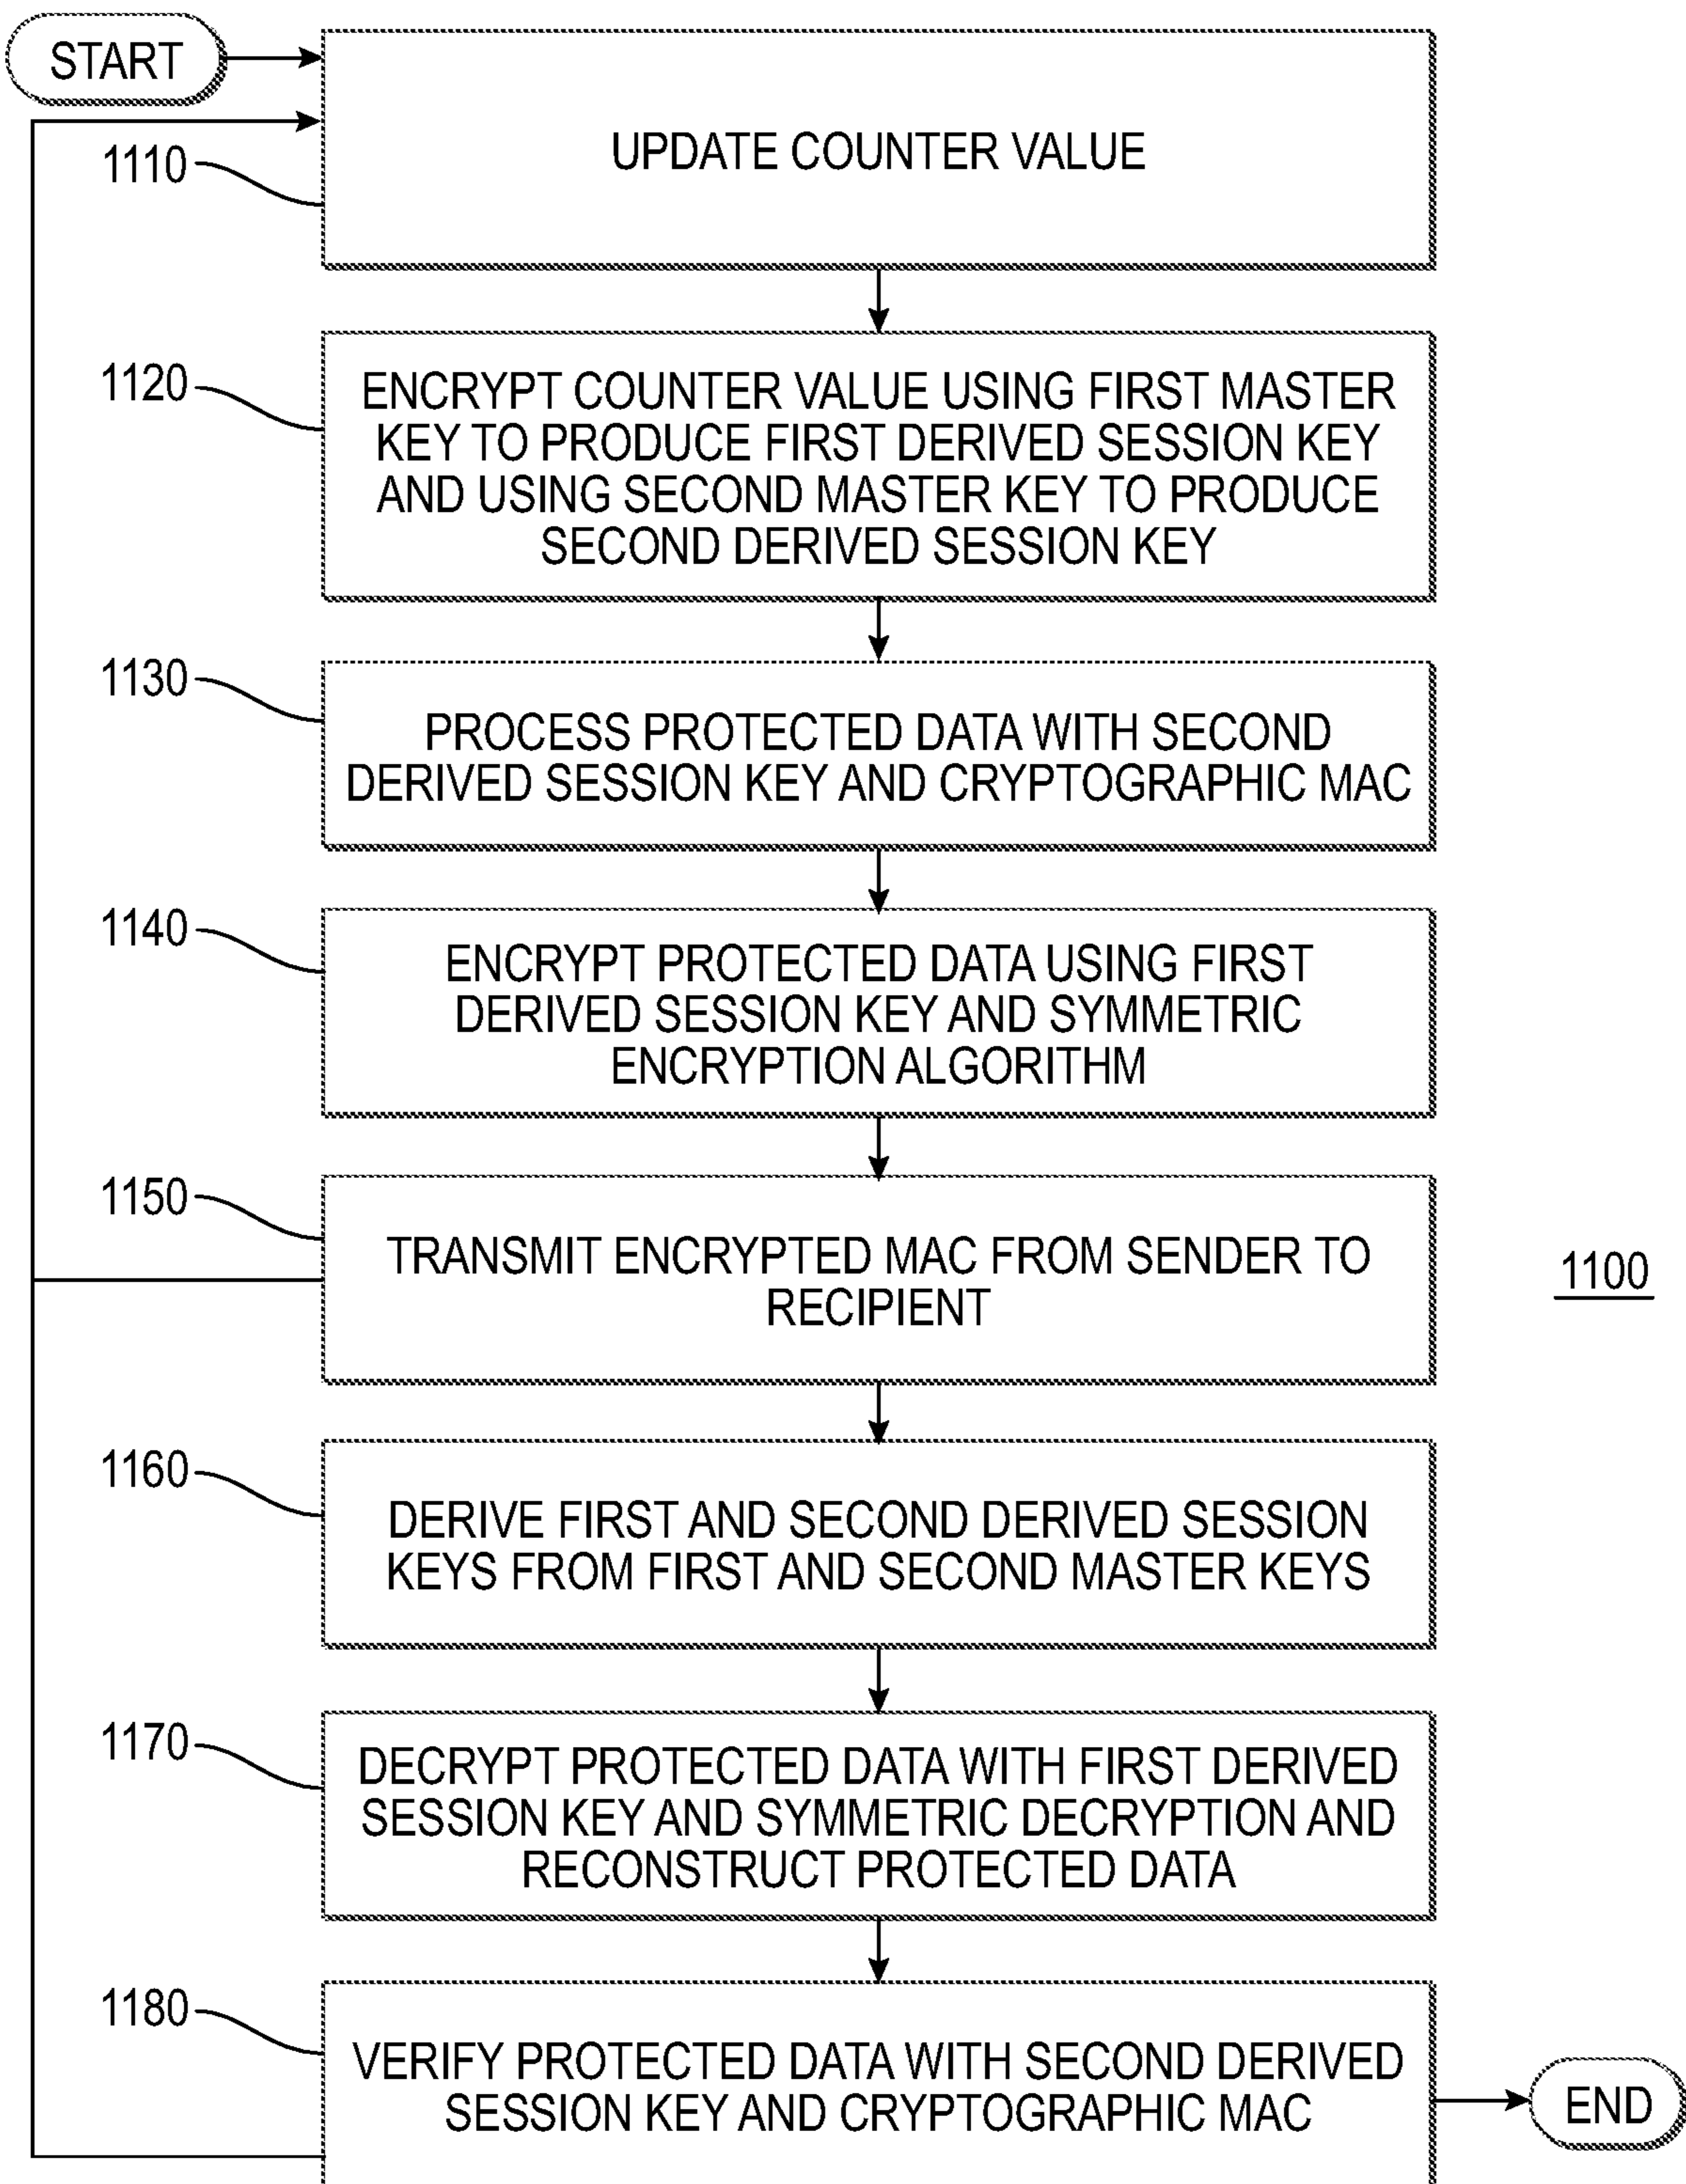 START
UPDATE COUNTER VALUE
1110
1120
ENCRYPT COUNTER VALUE USING FIRST MASTER
KEY TO PRODUCE FIRST DERIVED SESSION KEY
AND USING SECOND MASTER KEY TO PRODUCE
SECOND DERIVED SESSION KEY
1130
PROCESS PROTECTED DATA WITH SECOND
DERIVED SESSION KEY AND CRYPTOGRAPHIC MAC
1140
ENCRYPT PROTECTED DATA USING FIRST
DERIVED SESSION KEY AND SYMMETRIC
ENCRYPTION ALGORITHM
1150
TRANSMIT ENCRYPTED MAC FROM SENDER TO
RECIPIENT
1100
1160
DERIVE FIRST AND SECOND DERIVED SESSION
KEYS FROM FIRST AND SECOND MASTER KEYS
1170
DECRYPT PROTECTED DATA WITH FIRST DERIVED
SESSION KEY AND SYMMETRIC DECRYPTION AND
RECONSTRUCT PROTECTED DATA
1180
VERIFY PROTECTED DATA WITH SECOND DERIVED
SESSION KEY AND CRYPTOGRAPHIC MAC
END